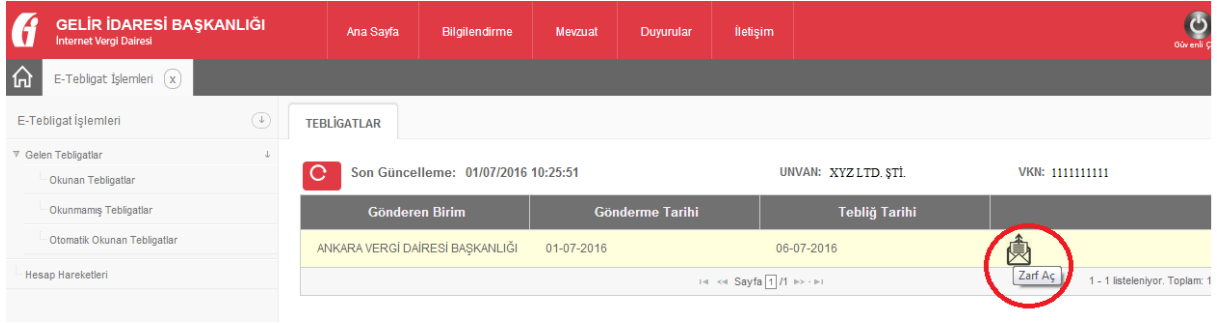 GELİR İDARESİ BAŞKANLIĞI
İnternet Vergi Dairesi
Ana Sayfa Bilgilendirme Mevzuat Duyurular İletişim
Güvenli Ç
E-Tebligat İşlemleri x
E-Tebligat İşlemleri
Gelen Tebligatlar
Okunan Tebligatlar
Okunmamış Tebligatlar
Otomatik Okunan Tebligatlar
Hesap Hareketleri
TEBLİGATLAR
Son Güncelleme: 01/07/2016 10:25:51 UNVAN: XYZ LTD. ŞTİ. VKN: 1111111111
Gönderen Birim Gönderme Tarihi Tebliğ Tarihi
ANKARA VERGİ DAİRESİ BAŞKANLIĞI 01-07-2016 06-07-2016
Zarf Aç
Sayfa 1 /1 1 - 1 listeleniyor. Toplam: 1